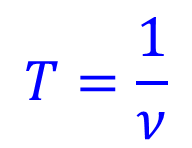 T = 1/ν